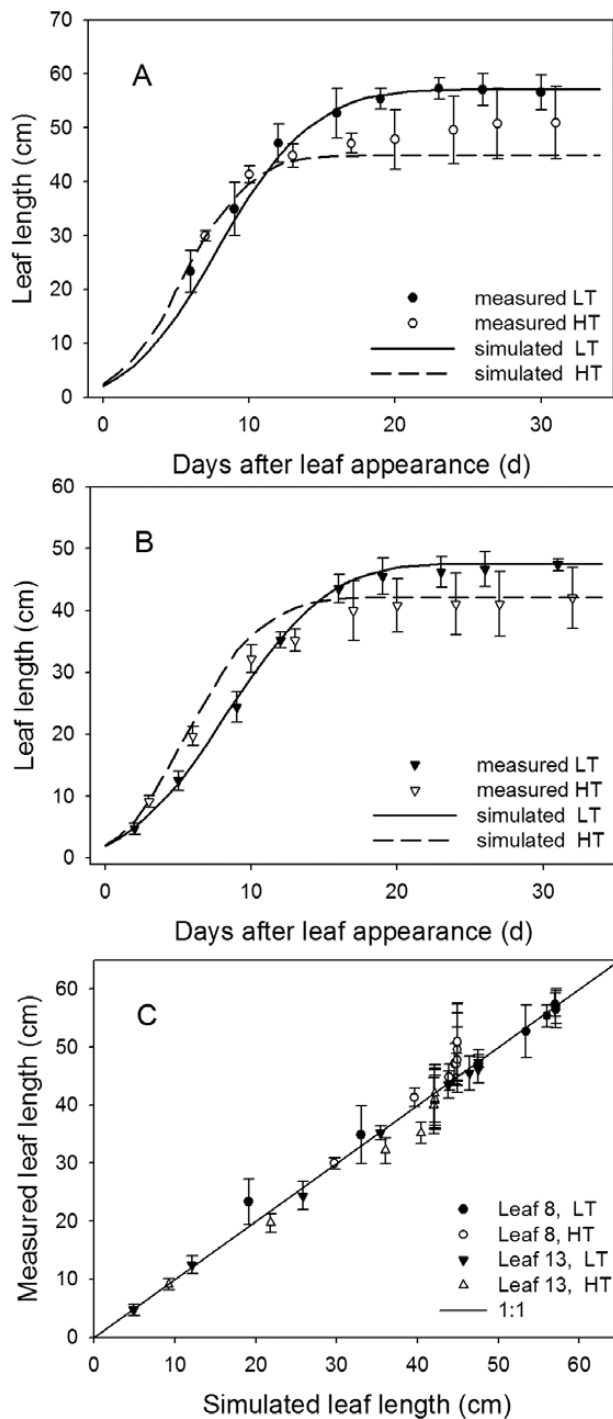 70
60
50
40
30
20
10
0
A
measured LT
measured HT
simulated LT
simulated HT
0 10 20 30
Leaf length (cm)
Days after leaf appearance (d)
60
50
40
30
20
10
0
B
measured LT
measured HT
simulated LT
simulated HT
0 10 20 30
Leaf length (cm)
Days after leaf appearance (d)
60
50
40
30
20
10
0
C
Leaf 8, LT
Leaf 8, HT
Leaf 13, LT
Leaf 13, HT
1:1
0 10 20 30 40 50 60
Measured leaf length (cm)
Simulated leaf length (cm)